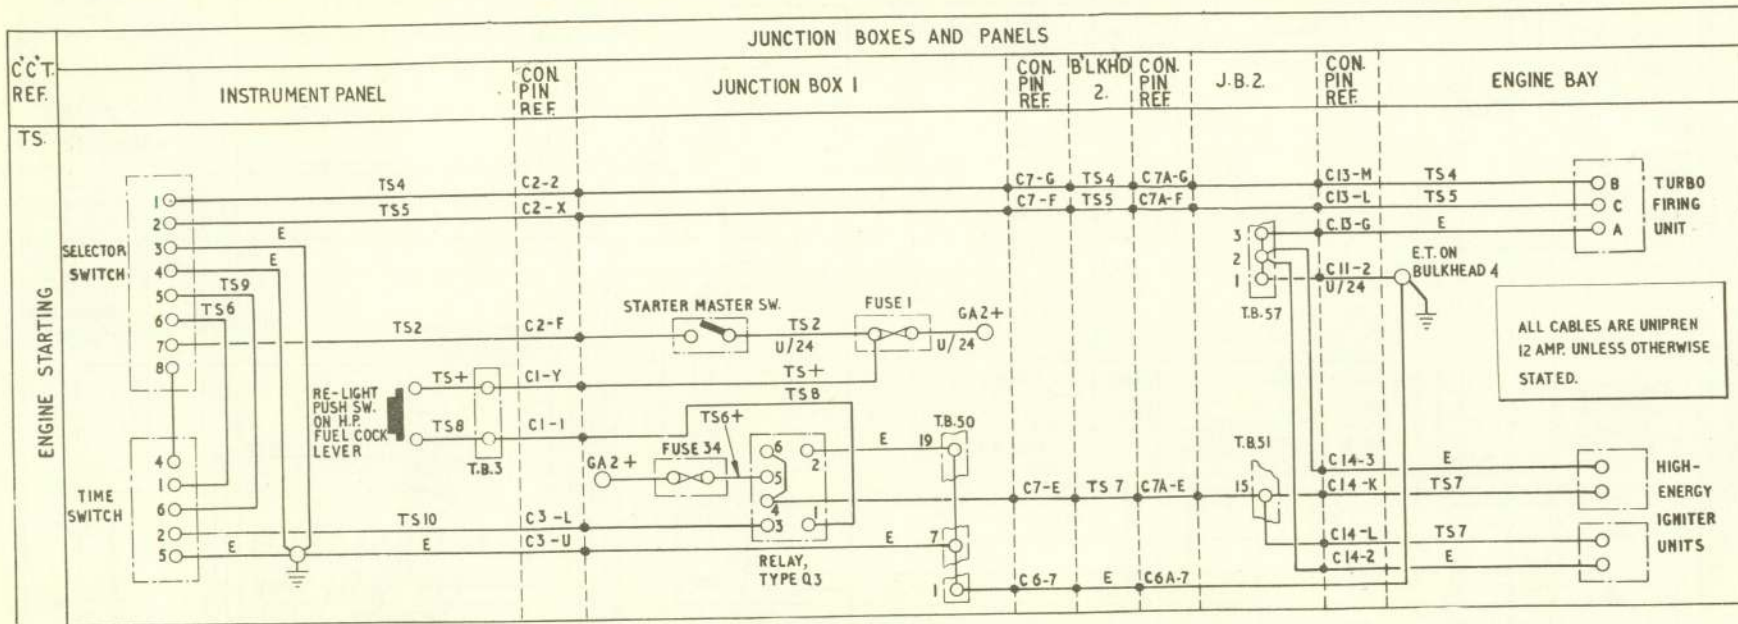 JUNCTION BOXES AND PANELS
C'C'T. REF.
INSTRUMENT PANEL
CON. PIN REF.
JUNCTION BOX 1
CON. PIN REF.
B'LKHD 2.
CON. PIN REF.
J.B.2.
CON. PIN REF.
ENGINE BAY
TS.
ENGINE STARTING
SELECTOR SWITCH
1
2
3
4
5
6
7
8
TS4 C2-2 C7-G TS4 C7A-G C13-M TS4 B
TS5 C2-X C7-F TS5 C7A-F C13-L TS5 C
TURBO FIRING UNIT
E
3 C.13-G E A
E
2
1 C11-2 U/24
T.B.57
E.T. ON BULKHEAD 4
TS9
TS6
TS2 C2-F
STARTER MASTER SW.
TS2 U/24
FUSE 1
U/24
GA2+
ALL CABLES ARE UNIPREN
12 AMP. UNLESS OTHERWISE
STATED.
RE-LIGHT
PUSH SW.
ON H.P.
FUEL COCK
LEVER
TS+ C1-Y TS+
TS8 C1-1 TS8
T.B.3
TS6+
GA2+
FUSE 34
6
5
4
3
2
1
RELAY,
TYPE Q3
E 19
T.B.50
TIME SWITCH
4
1
6
2
5
TS10 C3-L
E E C3-U E 7
1 C6-7 E C6A-7
C7-E TS7 C7A-E 15
T.B.51
C14-3 E
C14-K TS7
C14-L TS7
C14-2 E
HIGH-
ENERGY
IGNITER
UNITS